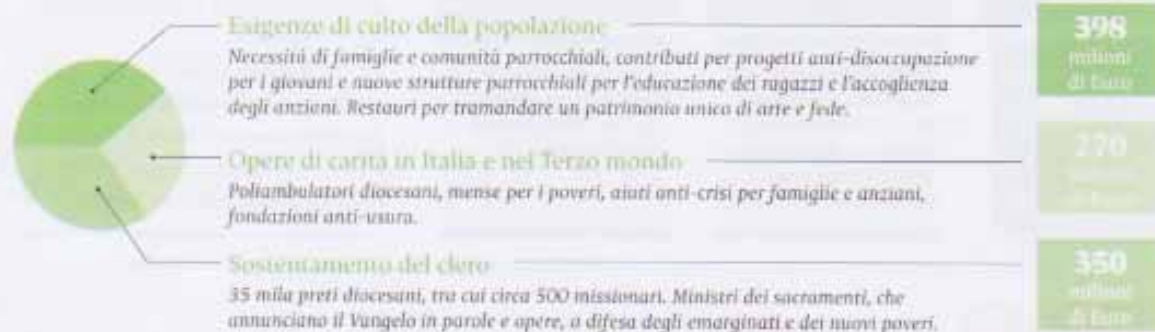 Esigenze di culto della popolazione
Necessità di famiglie e comunità parrocchiali, contributi per progetti anti-disoccupazione
per i giovani e nuove strutture parrocchiali per l'educazione dei ragazzi e l'accoglienza
degli anziani. Restauri per tramandare un patrimonio unico di arte e fede.
398
milioni
di Euro
Opere di carità in Italia e nel Terzo mondo
Poliambulatori diocesani, mense per i poveri, aiuti anti-crisi per famiglie e anziani,
fondazioni anti-usura.
270
Sostentamento del clero
35 mila preti diocesani, tra cui circa 500 missionari. Ministri dei sacramenti, che
annunciano il Vangelo in parole e opere, a difesa degli emarginati e dei nuovi poveri.
350
milioni
di Euro